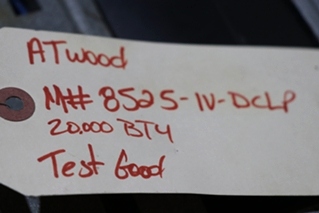 ATwood
M# 8525-IV-DCLP
20,000 BTU
Test Good